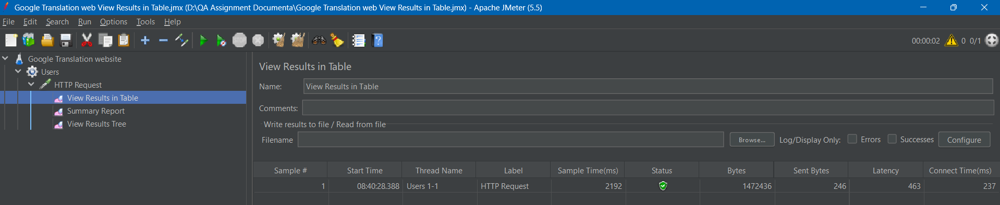 Google Translation web View Results in Table.jmx (D:\QA Assignment Documenta\Google Translation web View Results in Table.jmx) - Apache JMeter (5.5)
File Edit Search Run Options Tools Help
STOP 00:00:02 0 0/1
Google Translation website
Users
HTTP Request
View Results in Table
Summary Report
View Results Tree
View Results in Table
Name: View Results in Table
Comments:
Write results to file / Read from file
Filename Browse... Log/Display Only: Errors Successes Configure
Sample # Start Time Thread Name Label Sample Time(ms) Status Bytes Sent Bytes Latency Connect Time(ms)
1 08:40:28.388 Users 1-1 HTTP Request 2192 1472436 246 463 237